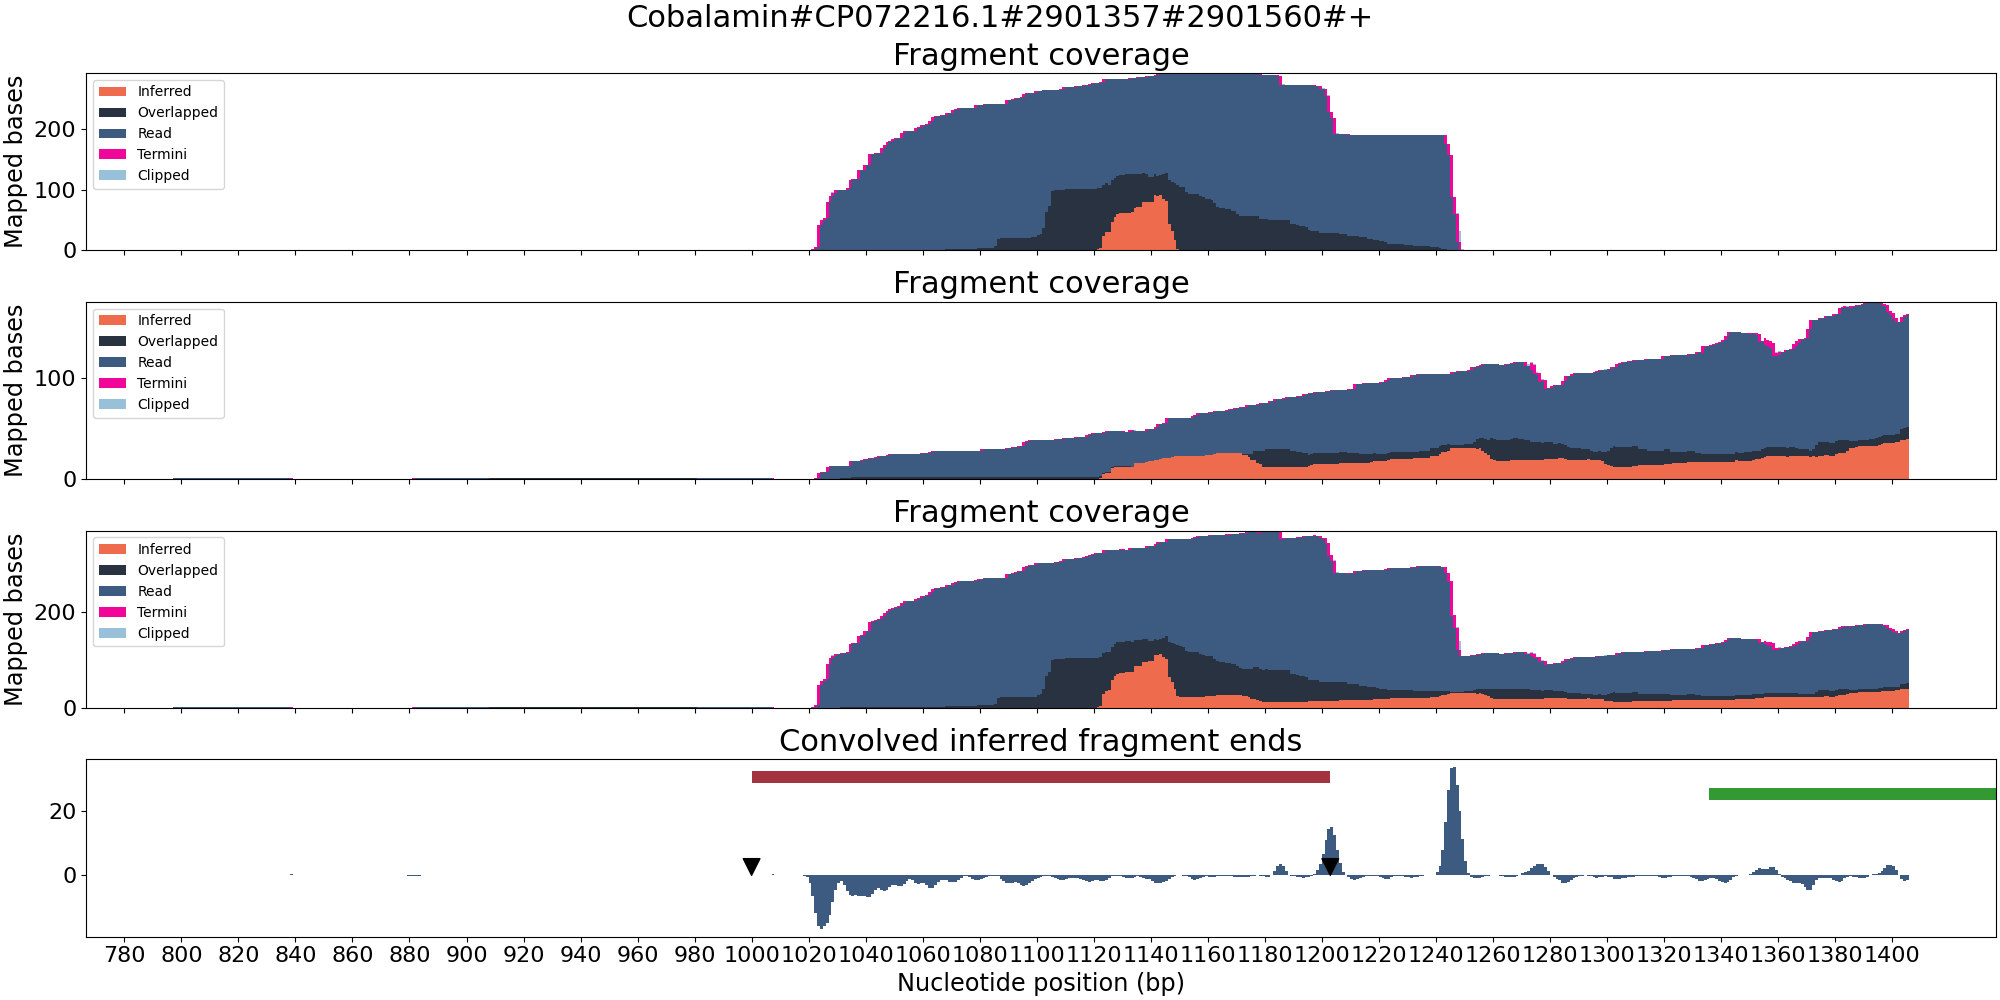 Cobalamin#CP072216.1#2901357#2901560#+
Fragment coverage
Mapped bases
200
100
0
Inferred
Overlapped
Read
Termini
Clipped
Fragment coverage
Mapped bases
100
0
Inferred
Overlapped
Read
Termini
Clipped
Fragment coverage
Mapped bases
200
0
Inferred
Overlapped
Read
Termini
Clipped
Convolved inferred fragment ends
20
0
780 800 820 840 860 880 900 920 940 960 980 1000 1020 1040 1060 1080 1100 1120 1140 1160 1180 1200 1220 1240 1260 1280 1300 1320 1340 1360 1380 1400
Nucleotide position (bp)